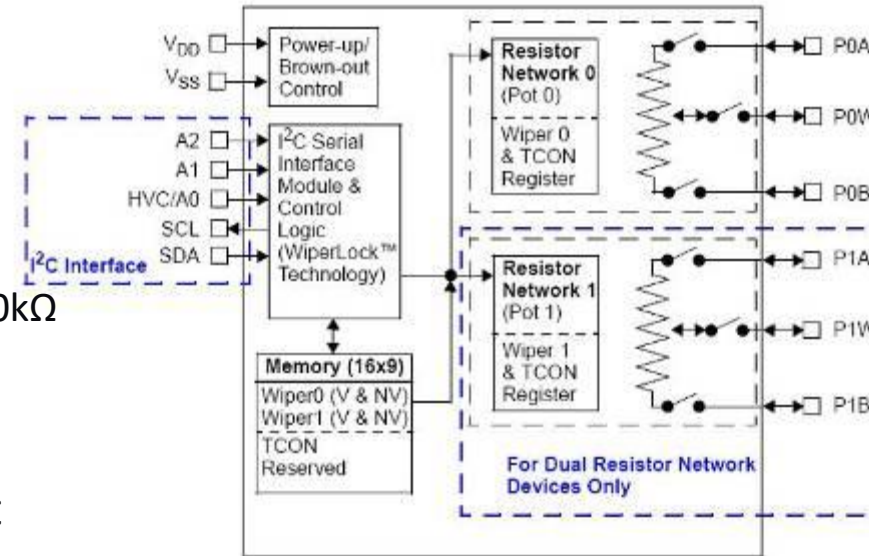 V_DD
V_SS
Power-up/
Brown-out
Control
A2
A1
HVC/A0
SCL
SDA
I²C Interface
I²C Serial
Interface
Module &
Control
Logic
(WiperLock™
Technology)
0kΩ
Memory (16x9)
Wiper0 (V & NV)
Wiper1 (V & NV)
TCON
Reserved
Resistor
Network 0
(Pot 0)
Wiper 0
& TCON
Register
P0A
P0W
P0B
Resistor
Network 1
(Pot 1)
Wiper 1
& TCON
Register
P1A
P1W
P1B
For Dual Resistor Network
Devices Only